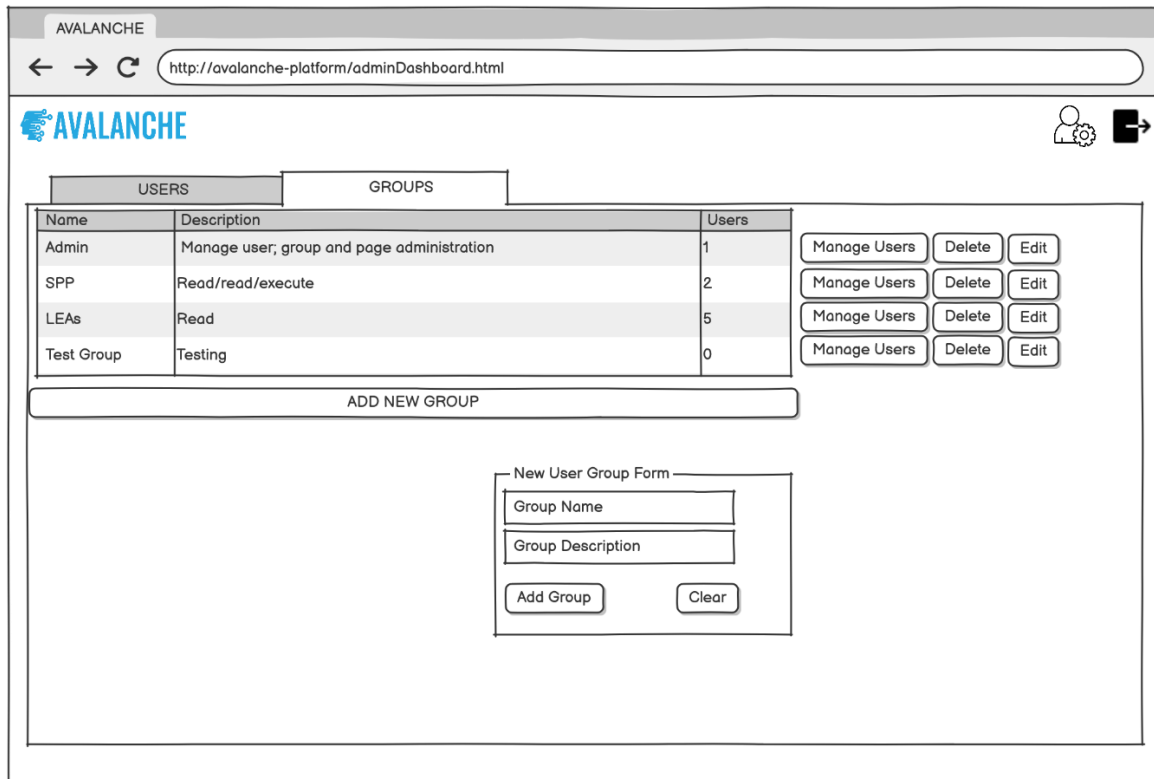 AVALANCHE
http://avalanche-platform/adminDashboard.html
AVALANCHE
USERS GROUPS
Name Description Users
Admin Manage user; group and page administration 1 Manage Users Delete Edit
SPP Read/read/execute 2 Manage Users Delete Edit
LEAs Read 5 Manage Users Delete Edit
Test Group Testing 0 Manage Users Delete Edit
ADD NEW GROUP
New User Group Form
Group Name
Group Description
Add Group Clear